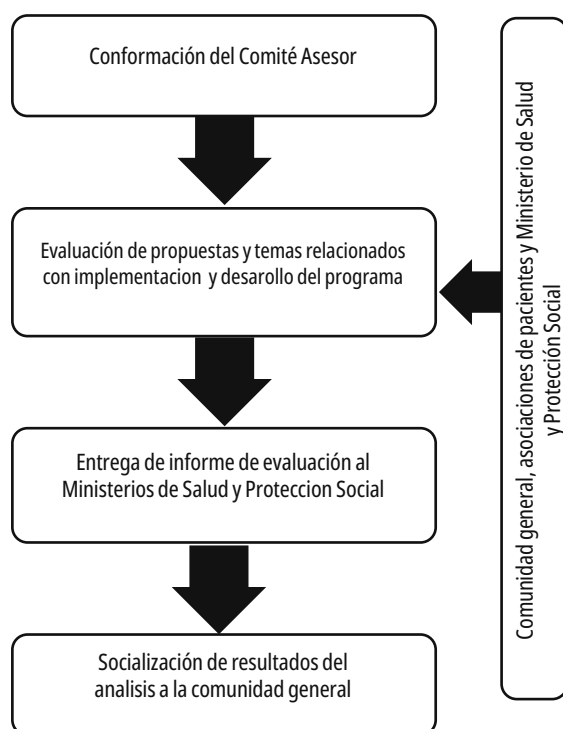 Conformación del Comité Asesor
Evaluación de propuestas y temas relacionados
con implementacion y desarollo del programa
Entrega de informe de evaluación al
Ministerios de Salud y Proteccion Social
Socialización de resultados del
analisis a la comunidad general
Comunidad general, asociaciones de pacientes y Ministerio de Salud
y Protección Social